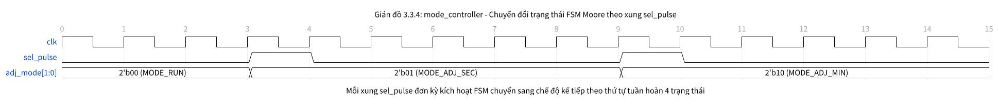 Giản đồ 3.3.4: mode_controller - Chuyển đổi trạng thái FSM Moore theo xung sel_pulse
0 1 2 3 4 5 6 7 8 9 10 11 12 13 14 15
clk
sel_pulse
adj_mode[1:0] 2'b00 (MODE_RUN) 2'b01 (MODE_ADJ_SEC) 2'b10 (MODE_ADJ_MIN)
Mỗi xung sel_pulse đơn kỳ kích hoạt FSM chuyển sang chế độ kế tiếp theo thứ tự tuần hoàn 4 trạng thái